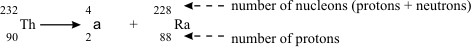 232 4 228 number of nucleons (protons + neutrons)
Th a + Ra
90 2 88 number of protons